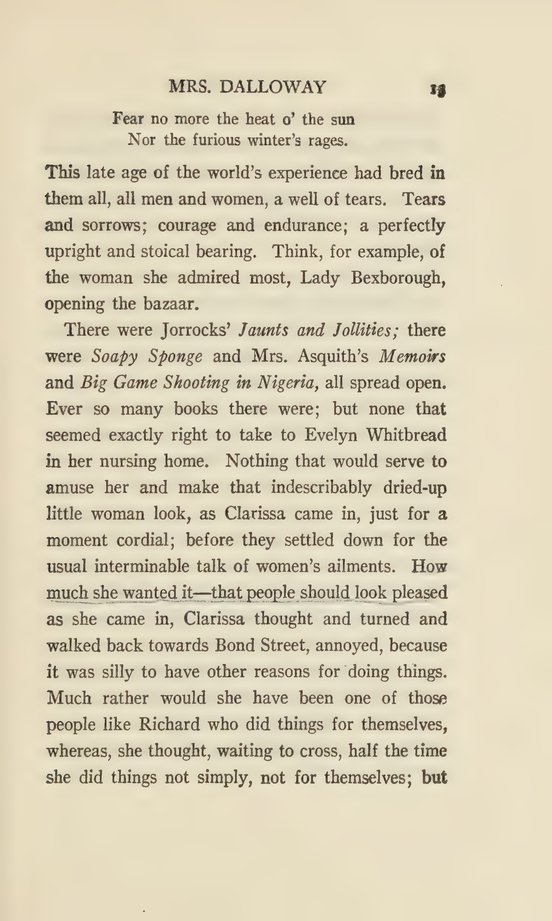 MRS. DALLOWAY 13
Fear no more the heat o' the sun
Nor the furious winter's rages.
This late age of the world's experience had bred in
them all, all men and women, a well of tears. Tears
and sorrows; courage and endurance; a perfectly
upright and stoical bearing. Think, for example, of
the woman she admired most, Lady Bexborough,
opening the bazaar.
There were Jorrocks' Jaunts and Jollities; there
were Soapy Sponge and Mrs. Asquith's Memoirs
and Big Game Shooting in Nigeria, all spread open.
Ever so many books there were; but none that
seemed exactly right to take to Evelyn Whitbread
in her nursing home. Nothing that would serve to
amuse her and make that indescribably dried-up
little woman look, as Clarissa came in, just for a
moment cordial; before they settled down for the
usual interminable talk of women's ailments. How
much she wanted it—that people should look pleased
as she came in, Clarissa thought and turned and
walked back towards Bond Street, annoyed, because
it was silly to have other reasons for doing things.
Much rather would she have been one of those
people like Richard who did things for themselves,
whereas, she thought, waiting to cross, half the time
she did things not simply, not for themselves; but